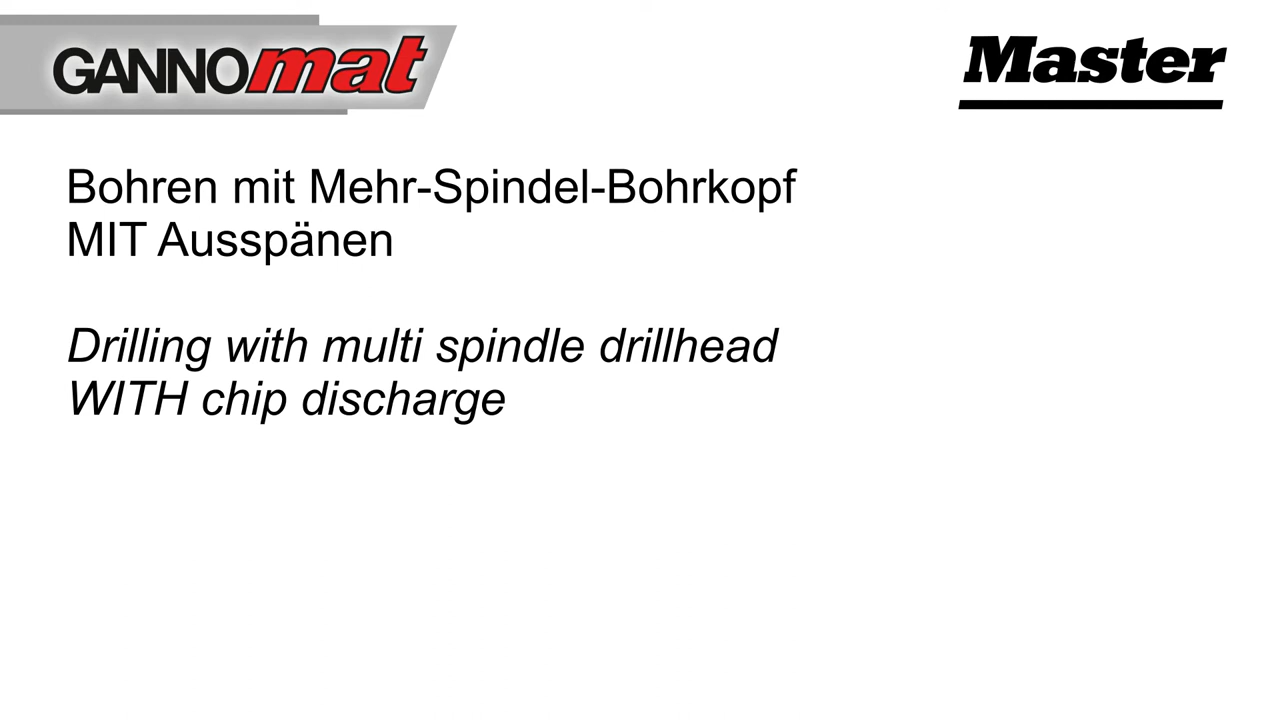 GANNOmat
Master
Bohren mit Mehr-Spindel-Bohrkopf
MIT Ausspänen
Drilling with multi spindle drillhead
WITH chip discharge